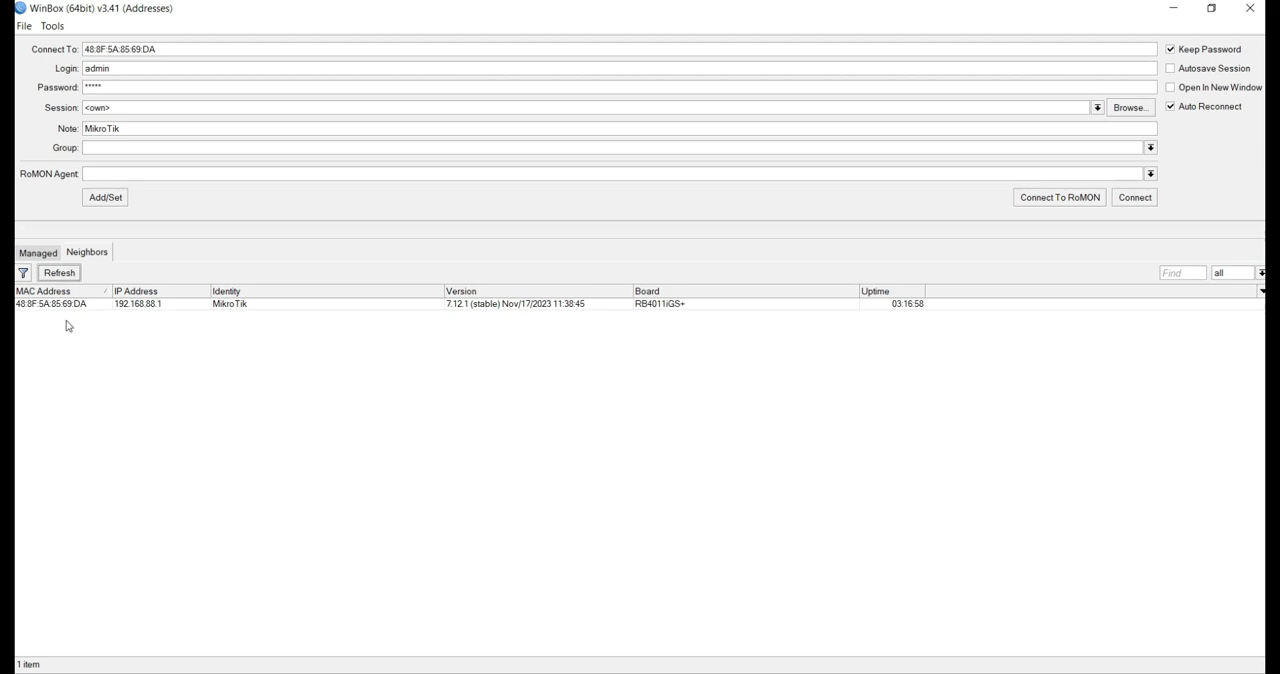 WinBox (64bit) v3.41 (Addresses)
File Tools
Connect To: 48:8F:5A:85:69:DA
Keep Password
Login: admin
Autosave Session
Password: *****
Open In New Window
Session: <own>
Browse...
Auto Reconnect
Note: MikroTik
Group:
RoMON Agent:
Add/Set
Connect To RoMON
Connect
Managed Neighbors
Refresh
Find
all
MAC Address IP Address Identity Version Board Uptime
48:8F:5A:85:69:DA 192.168.88.1 MikroTik 7.12.1 (stable) Nov/17/2023 11:38:45 RB4011iGS+ 03:16:58
1 item